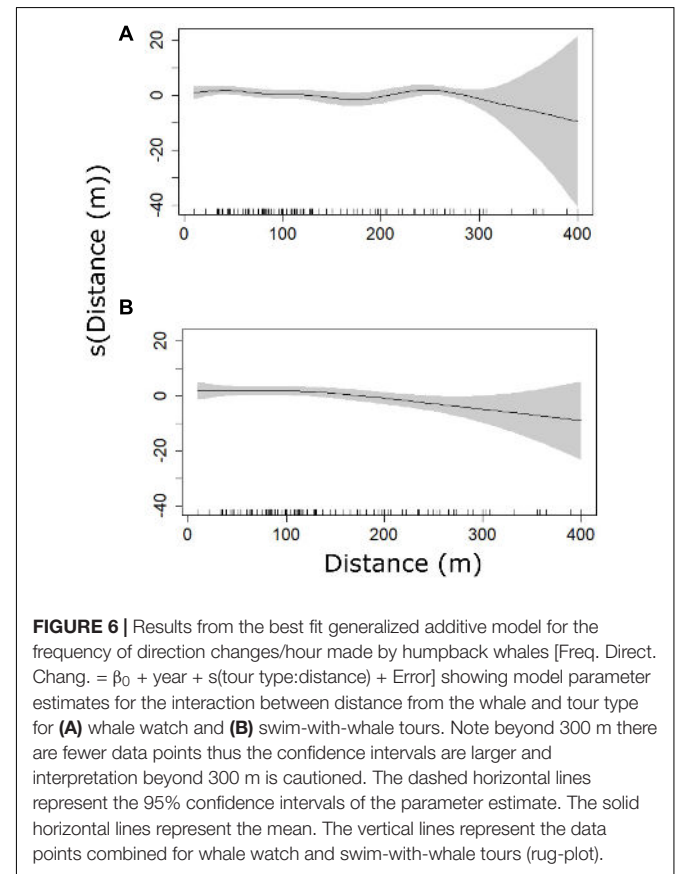 A
20
0
-20
-40
0 100 200 300 400
s(Distance (m))
B
20
0
-20
-40
0 100 200 300 400
Distance (m)
FIGURE 6 | Results from the best fit generalized additive model for the
frequency of direction changes/hour made by humpback whales [Freq. Direct.
Chang. = β0 + year + s(tour type:distance) + Error] showing model parameter
estimates for the interaction between distance from the whale and tour type
for (A) whale watch and (B) swim-with-whale tours. Note beyond 300 m there
are fewer data points thus the confidence intervals are larger and
interpretation beyond 300 m is cautioned. The dashed horizontal lines
represent the 95% confidence intervals of the parameter estimate. The solid
horizontal lines represent the mean. The vertical lines represent the data
points combined for whale watch and swim-with-whale tours (rug-plot).